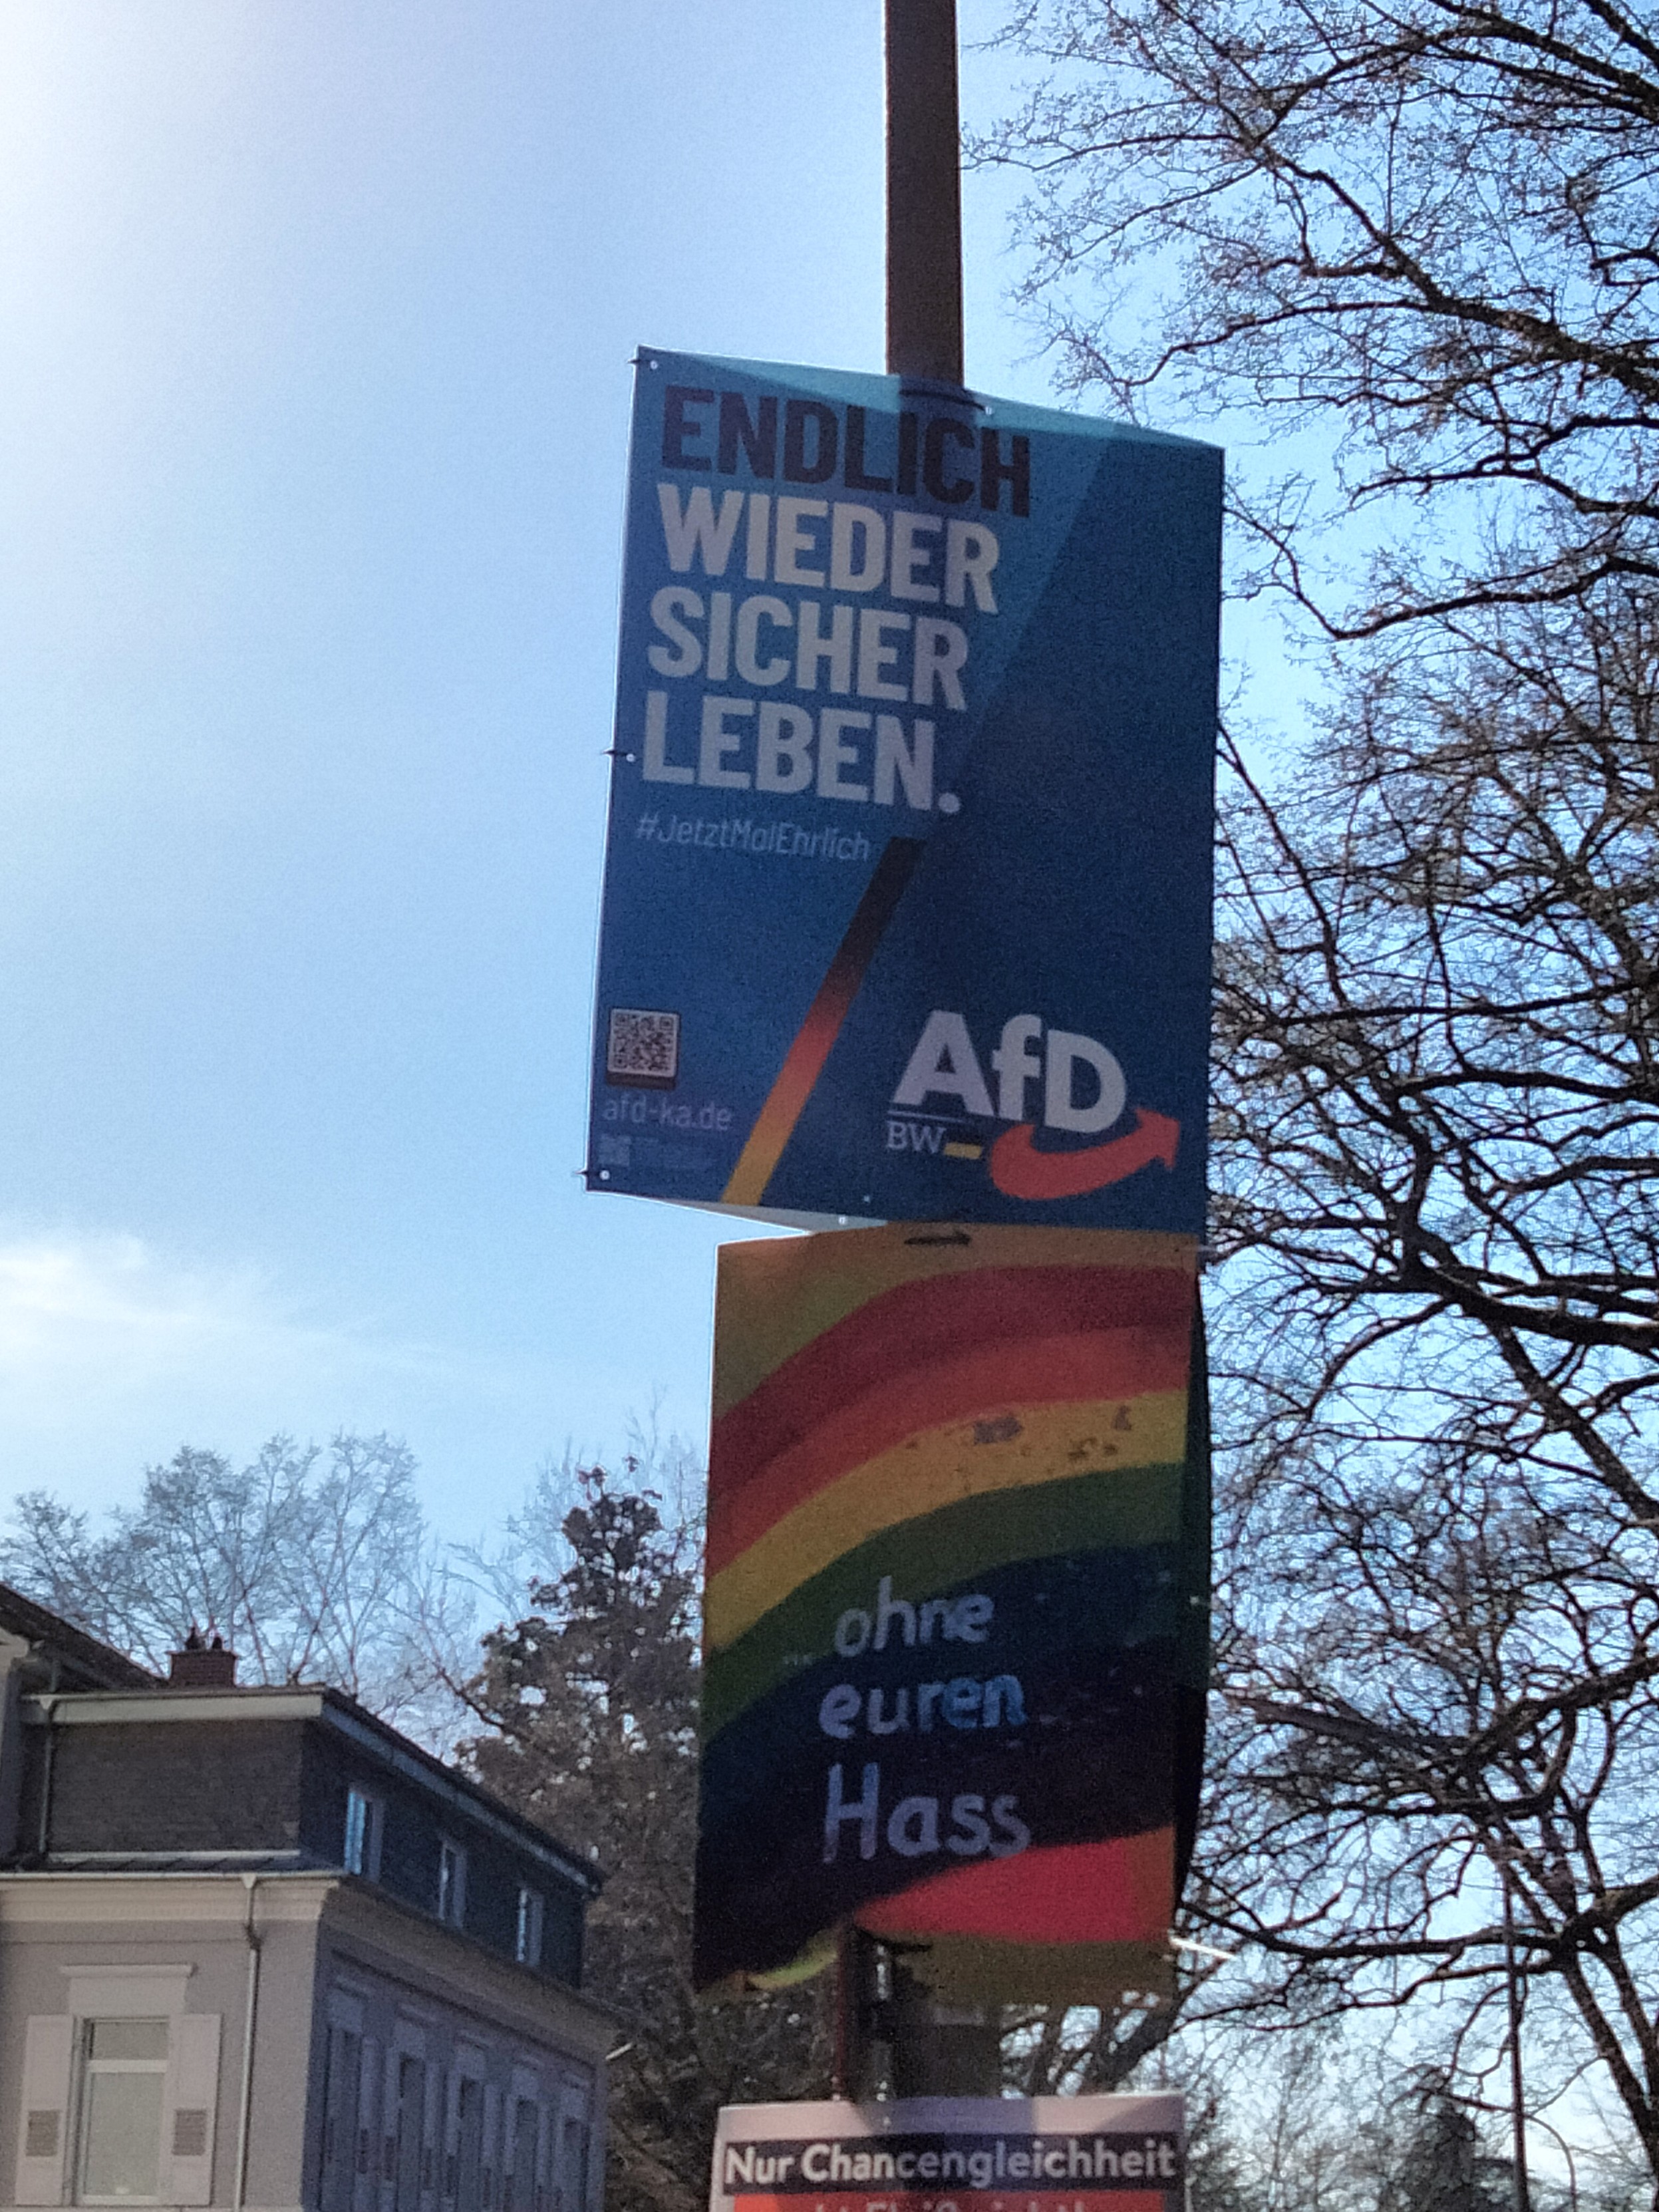 ENDLICH
WIEDER
SICHER
LEBEN.
#JetztMalEhrlich
afd-ka.de
AfD
BW
... ohne
euren
Hass
Nur Chancengleichheit